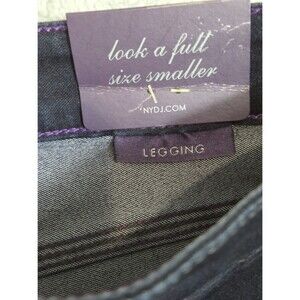 look a full
size smaller
NYDJ.COM
LEGGING